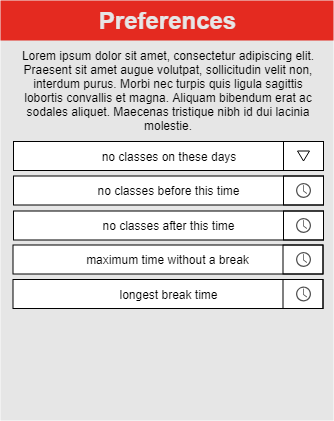 Preferences
Lorem ipsum dolor sit amet, consectetur adipiscing elit.
Praesent sit amet augue volutpat, sollicitudin velit non,
interdum purus. Morbi nec turpis quis ligula sagittis
lobortis convallis et magna. Aliquam bibendum erat ac
sodales aliquet. Maecenas tristique nibh id dui lacinia
molestie.
no classes on these days
no classes before this time
no classes after this time
maximum time without a break
longest break time